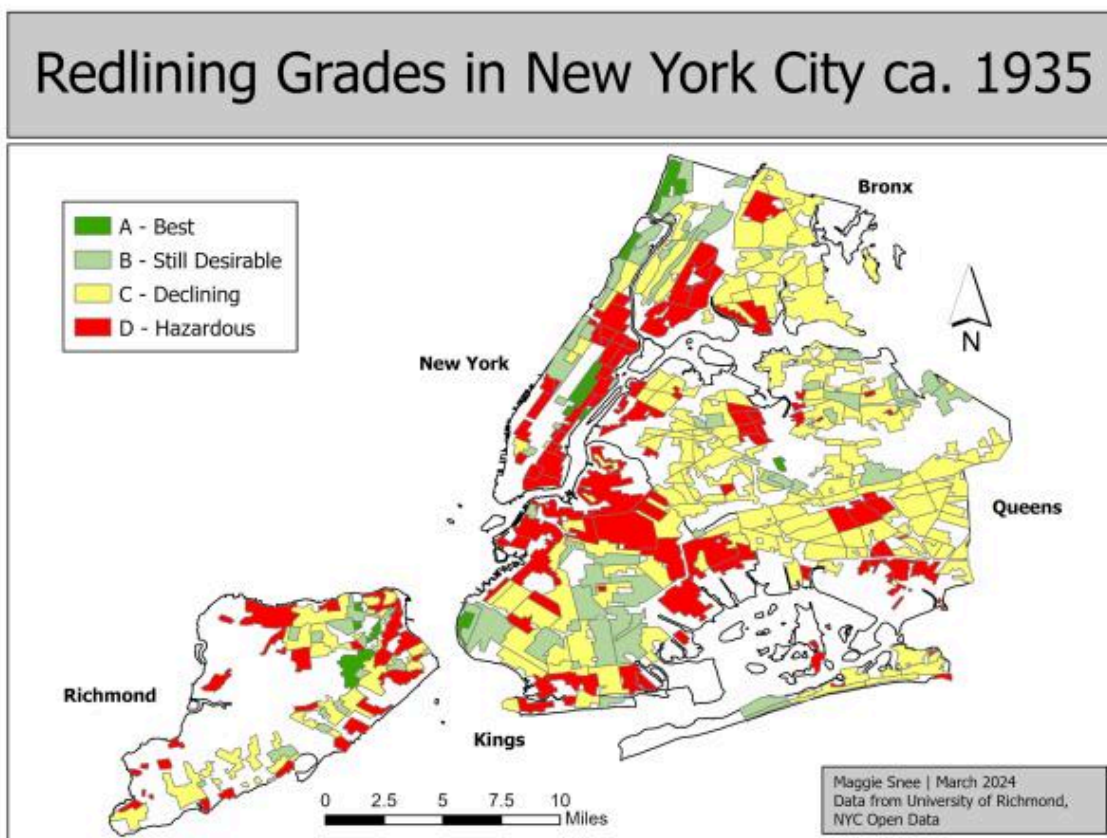 Redlining Grades in New York City ca. 1935
A - Best
B - Still Desirable
C - Declining
D - Hazardous
Bronx
N
New York
Queens
Richmond
Kings
0 2.5 5 7.5 10
Miles
Maggie Snee | March 2024
Data from University of Richmond,
NYC Open Data